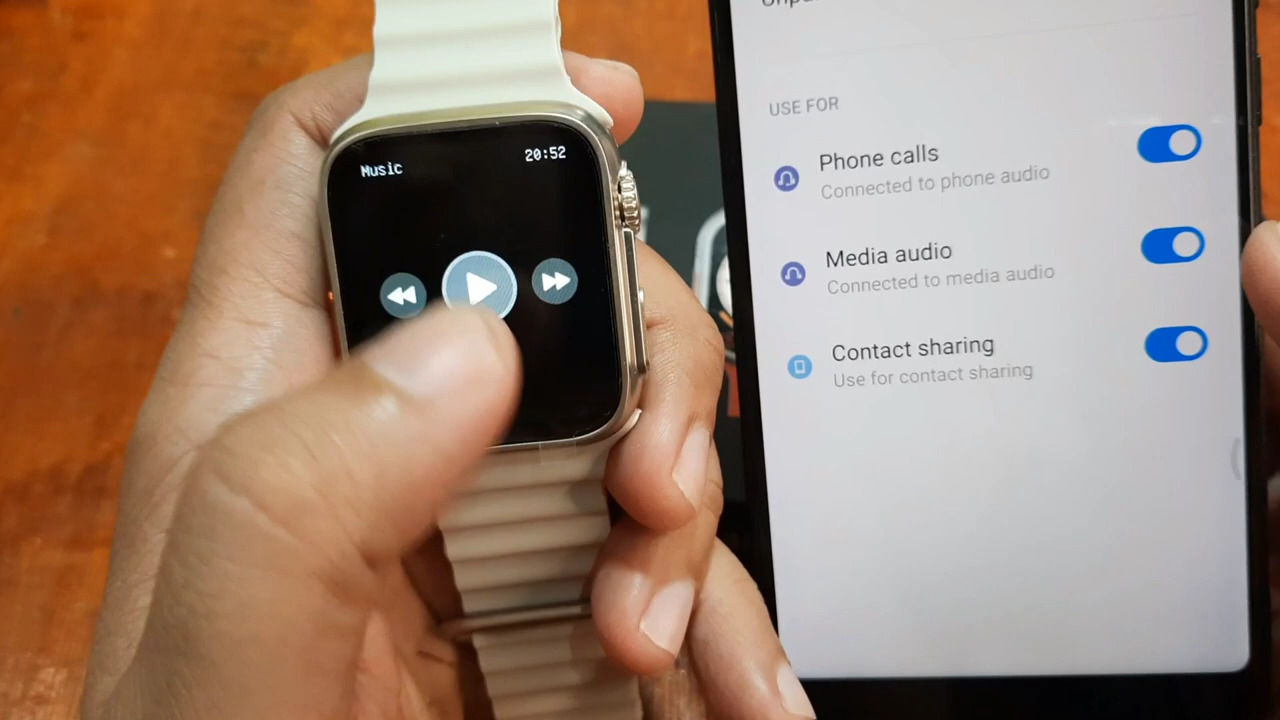 Music
20:52
USE FOR
Phone calls
Connected to phone audio
Media audio
Connected to media audio
Contact sharing
Use for contact sharing